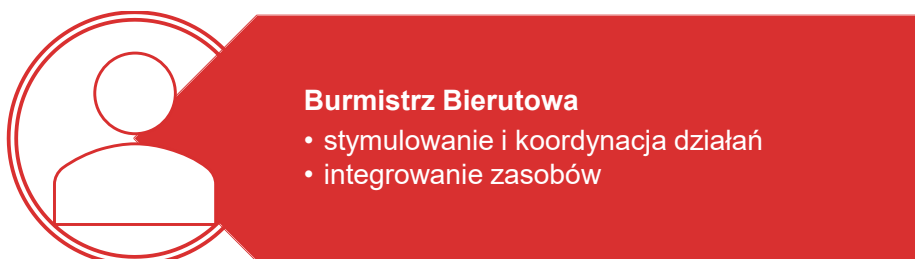 Burmistrz Bierutowa
• stymulowanie i koordynacja działań
• integrowanie zasobów